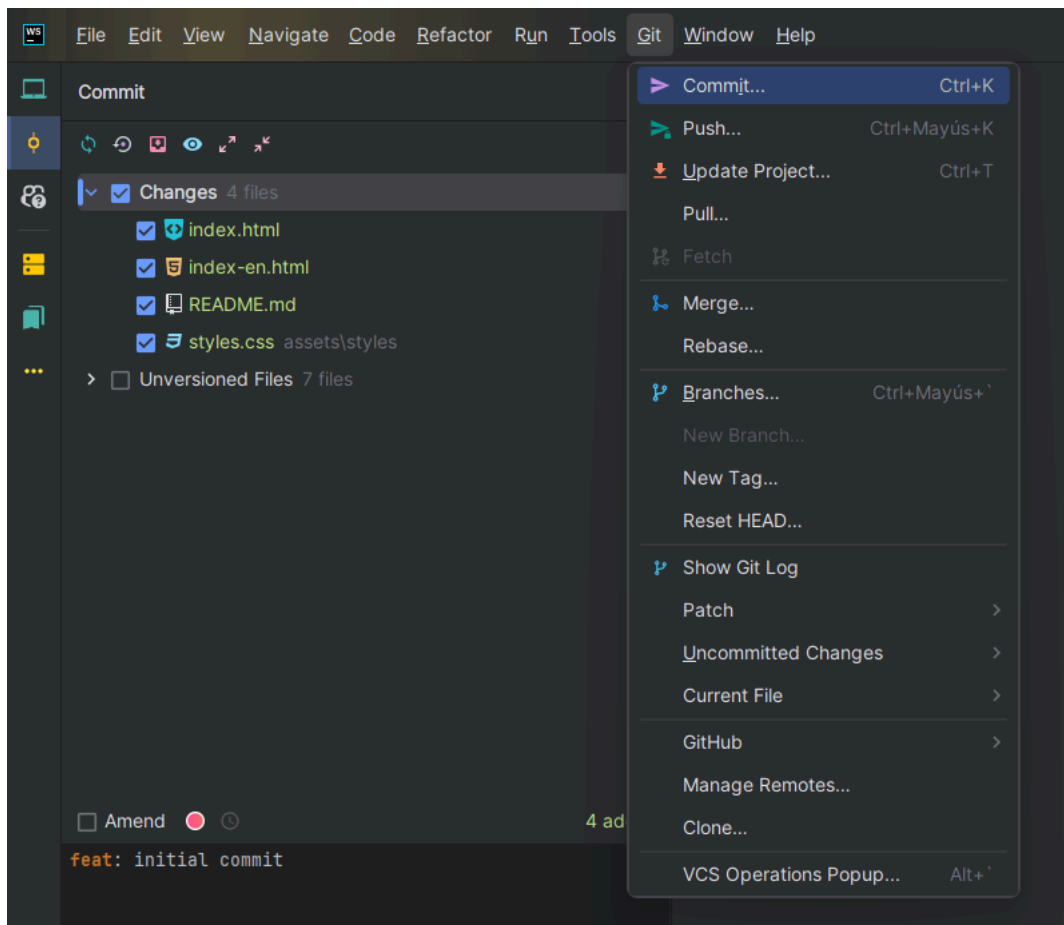 WS
File Edit View Navigate Code Refactor Run Tools Git Window Help
Commit
Changes 4 files
index.html
index-en.html
README.md
styles.css assets\styles
Unversioned Files 7 files
Amend
4 ad
feat: initial commit
Commit... Ctrl+K
Push... Ctrl+Mayús+K
Update Project... Ctrl+T
Pull...
Fetch
Merge...
Rebase...
Branches... Ctrl+Mayús+`
New Branch...
New Tag...
Reset HEAD...
Show Git Log
Patch
Uncommitted Changes
Current File
GitHub
Manage Remotes...
Clone...
VCS Operations Popup... Alt+`